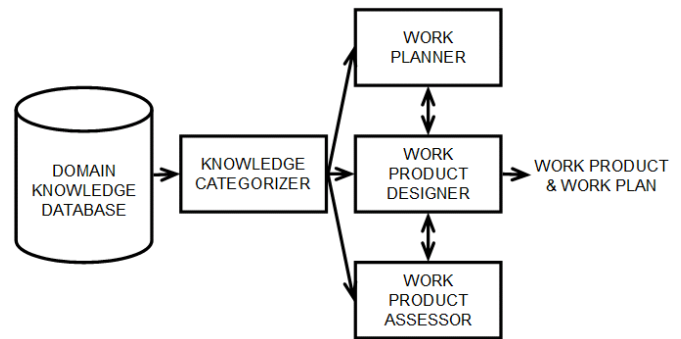 WORK
PLANNER
DOMAIN
KNOWLEDGE
DATABASE
KNOWLEDGE
CATEGORIZER
WORK
PRODUCT
DESIGNER
WORK PRODUCT
& WORK PLAN
WORK
PRODUCT
ASSESSOR